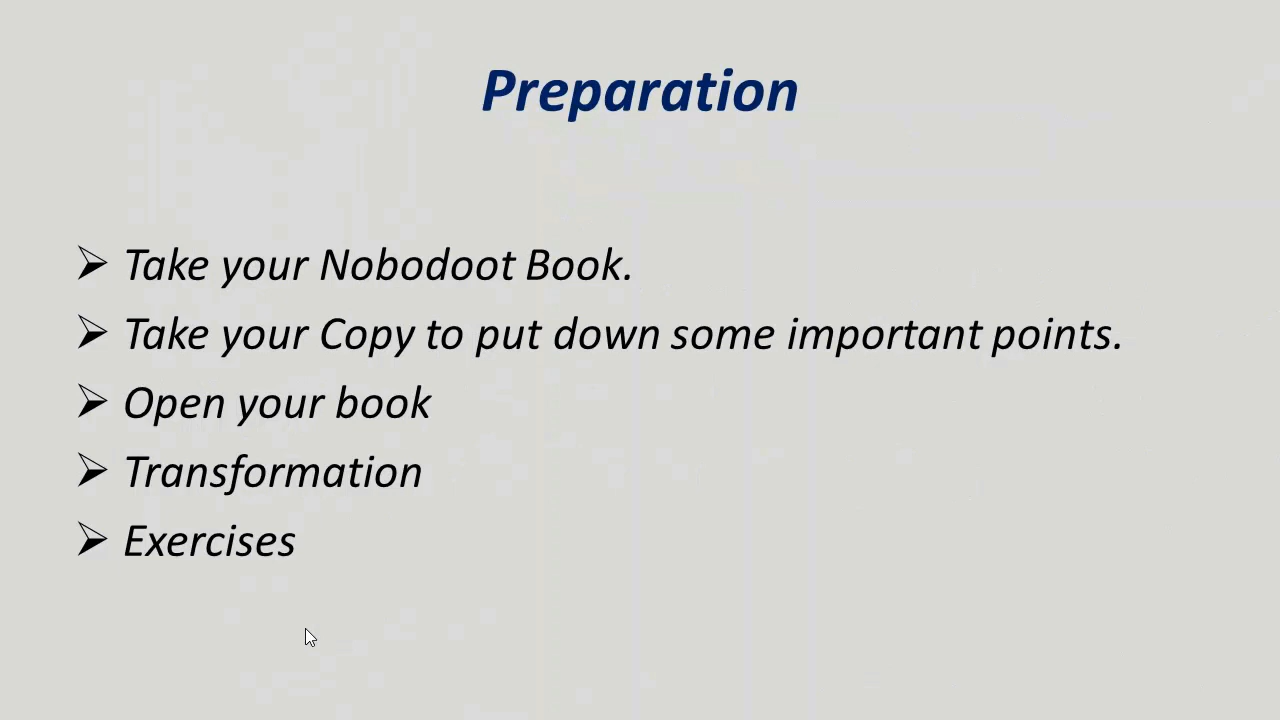 Preparation
Take your Nobodoot Book.
Take your Copy to put down some important points.
Open your book
Transformation
Exercises